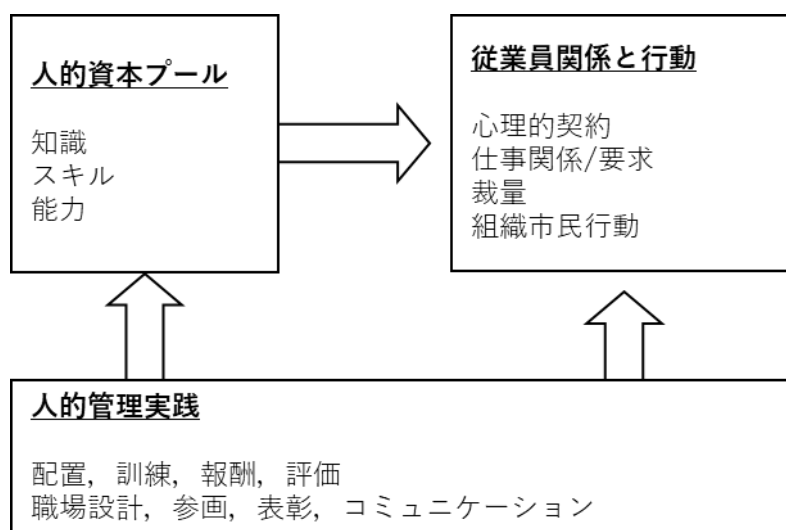 人的資本プール
知識
スキル
能力
従業員関係と行動
心理的契約
仕事関係/要求
裁量
組織市民行動
人的管理実践
配置, 訓練, 報酬, 評価
職場設計, 参画, 表彰, コミュニケーション